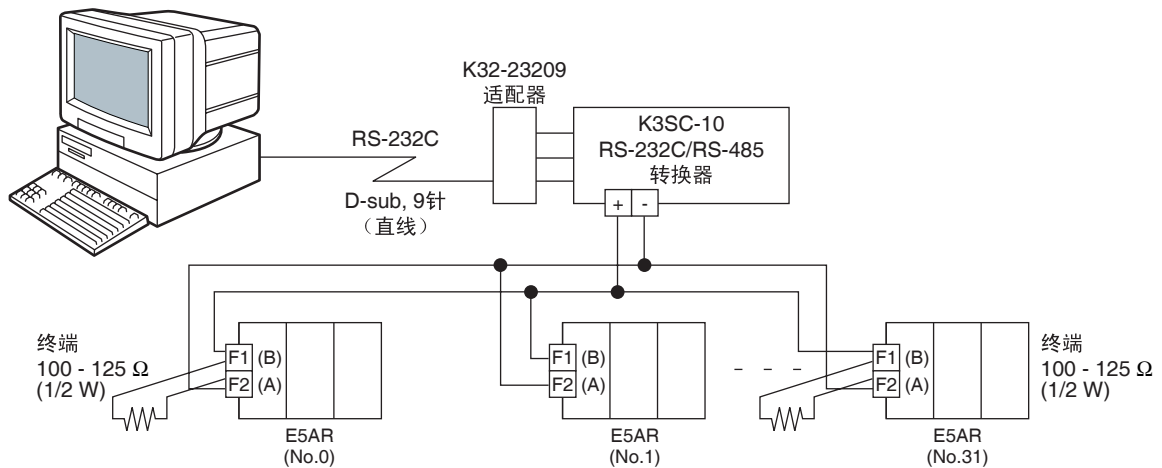 K32-23209
适配器
K3SC-10
RS-232C/RS-485
转换器
RS-232C
D-sub, 9针
（直线）
+ -
终端
100 - 125 Ω
(1/2 W)
F1 (B)
F2 (A)
E5AR
(No.0)
F1 (B)
F2 (A)
E5AR
(No.1)
F1 (B)
F2 (A)
E5AR
(No.31)
终端
100 - 125 Ω
(1/2 W)